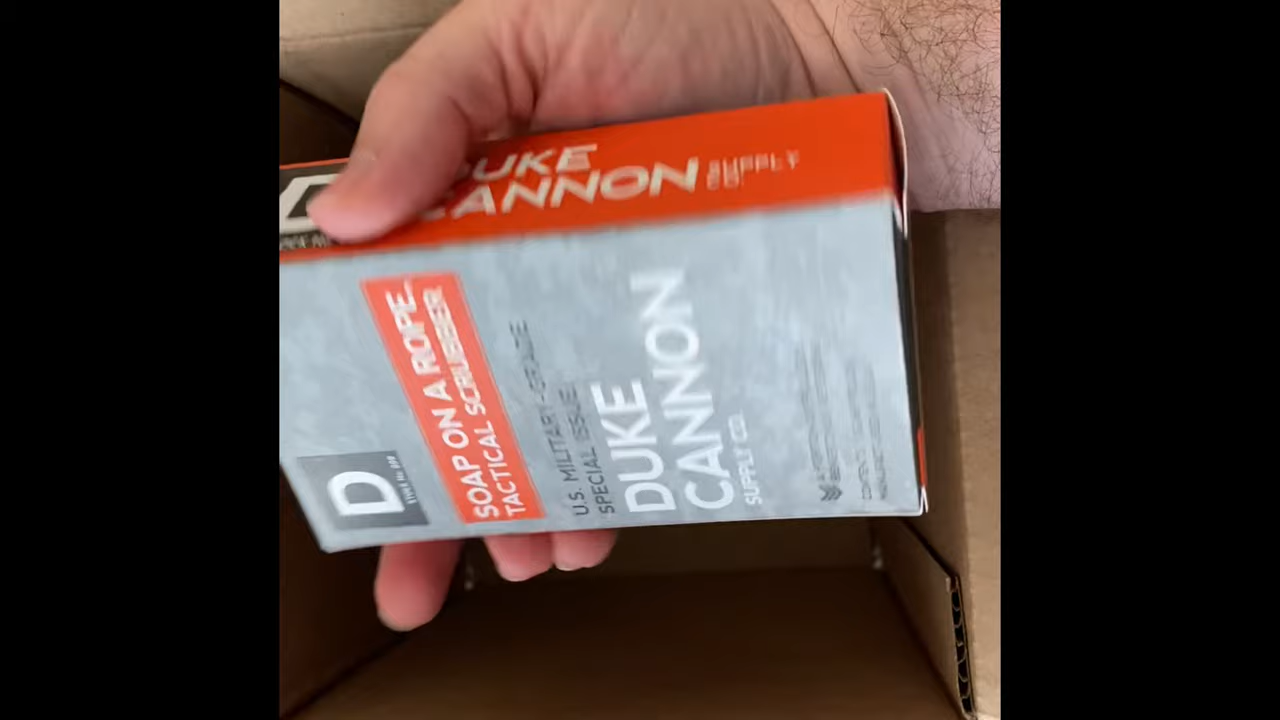 DUKE
CANNON
SUPPLY
CO.
D
SOAP ON A ROPE
TACTICAL SCRUBBER
U.S. MILITARY-GRADE
SPECIAL ISSUE
DUKE
CANNON
SUPPLY CO.